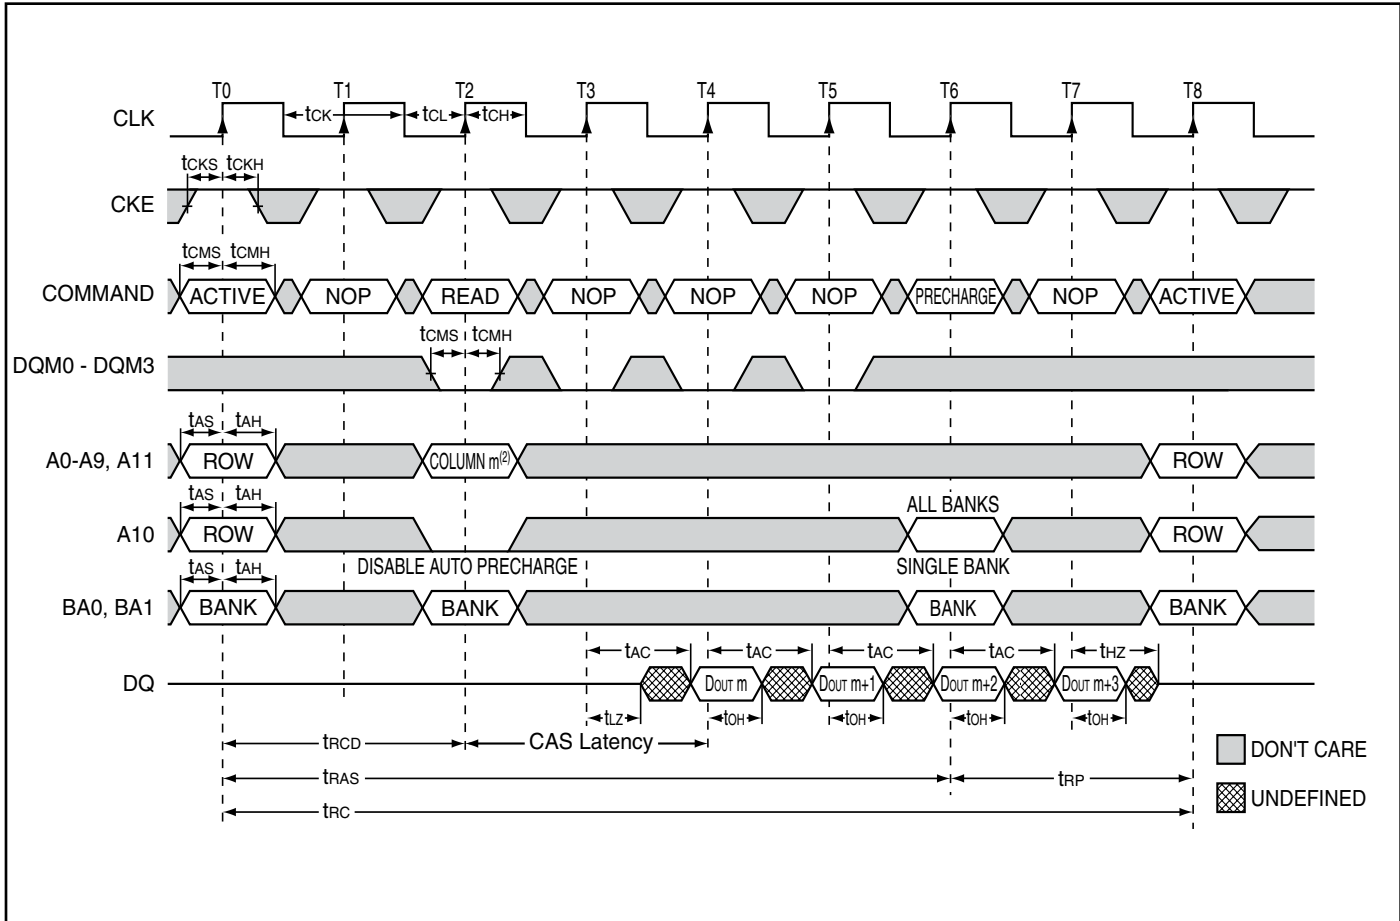 T0 T1 T2 T3 T4 T5 T6 T7 T8
CLK tCK tCL tCH
tCKS tCKH
CKE
tCMS tCMH
COMMAND ACTIVE NOP READ NOP NOP NOP PRECHARGE NOP ACTIVE
tCMS tCMH
DQM0 - DQM3
tAS tAH
A0-A9, A11 ROW COLUMN m(2) ROW
tAS tAH ALL BANKS
A10 ROW ROW
DISABLE AUTO PRECHARGE SINGLE BANK
tAS tAH
BA0, BA1 BANK BANK BANK BANK
tAC tAC tAC tAC tHZ
DQ DOUT m DOUT m+1 DOUT m+2 DOUT m+3
tLZ tOH tOH tOH tOH
tRCD CAS Latency
DON'T CARE
tRAS tRP
UNDEFINED
tRC